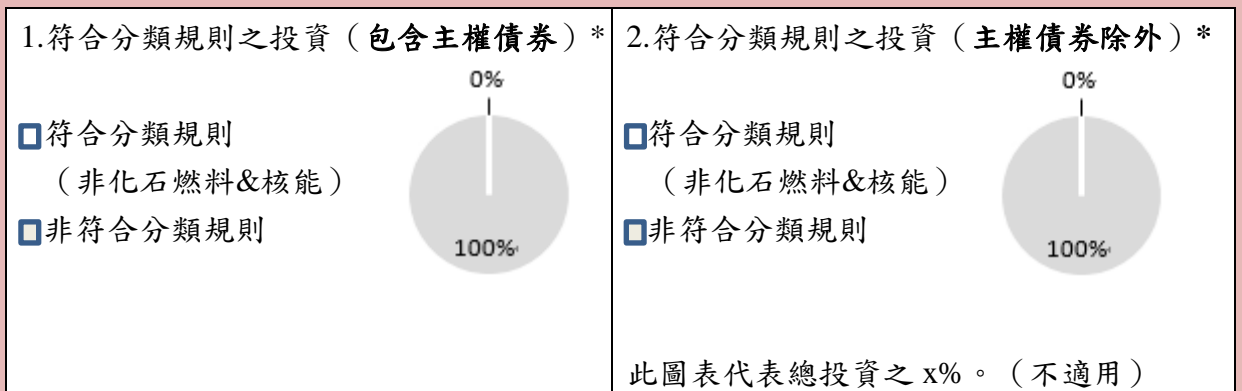 1.符合分類規則之投資（包含主權債券）*
0%
符合分類規則
（非化石燃料&核能）
非符合分類規則
100%
2.符合分類規則之投資（主權債券除外）*
0%
符合分類規則
（非化石燃料&核能）
非符合分類規則
100%
此圖表代表總投資之 x%。（不適用）